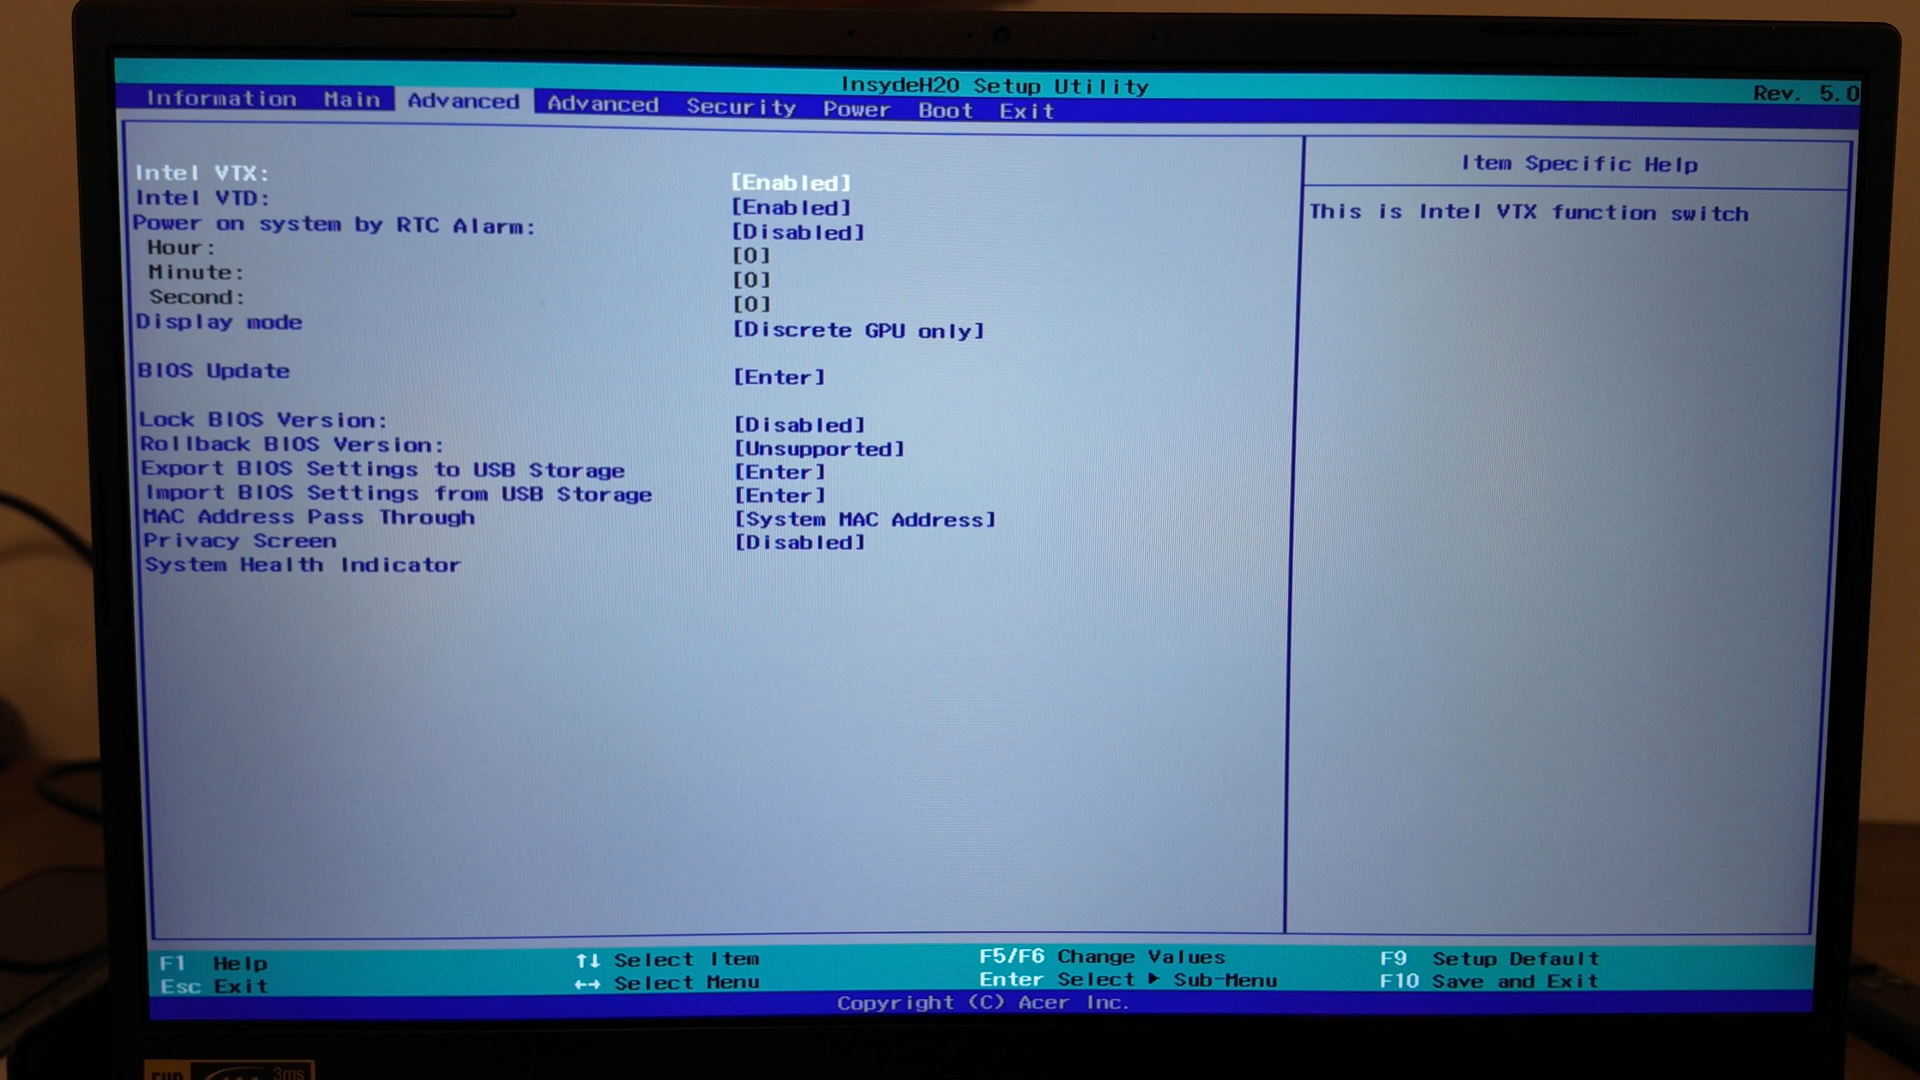 InsydeH20 Setup Utility
Rev. 5.0
Information Main Advanced Advanced Security Power Boot Exit
Item Specific Help
Intel VTX: [Enabled]
This is Intel VTX function switch
Intel VTD: [Enabled]
Power on system by RTC Alarm: [Disabled]
Hour: [0]
Minute: [0]
Second: [0]
Display mode [Discrete GPU only]
BIOS Update [Enter]
Lock BIOS Version: [Disabled]
Rollback BIOS Version: [Unsupported]
Export BIOS Settings to USB Storage [Enter]
Import BIOS Settings from USB Storage [Enter]
MAC Address Pass Through [System MAC Address]
Privacy Screen [Disabled]
System Health Indicator
F1 Help ↑↓ Select Item F5/F6 Change Values F9 Setup Default
Esc Exit ↔ Select Menu Enter Select ▶ Sub-Menu F10 Save and Exit
Copyright (C) Acer Inc.
3ms